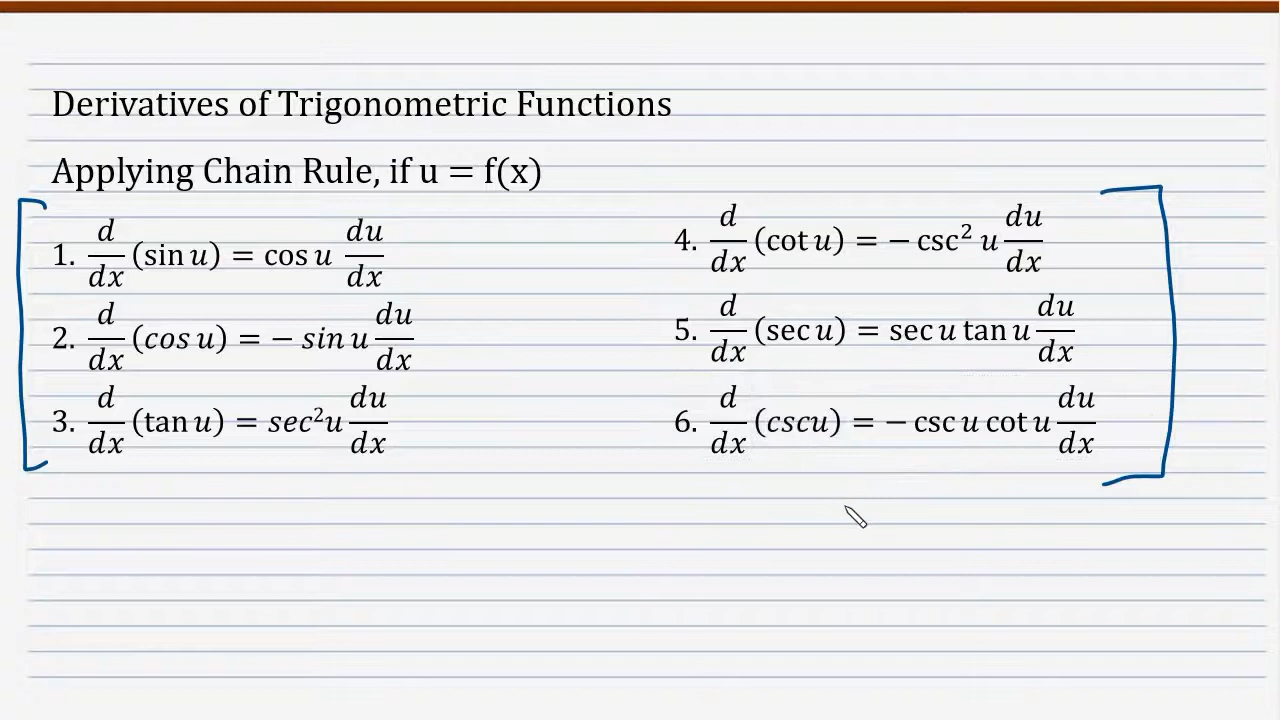 Derivatives of Trigonometric Functions
Applying Chain Rule, if u = f(x)
1. d/dx (sin u) = cos u du/dx
2. d/dx (cos u) = − sin u du/dx
3. d/dx (tan u) = sec²u du/dx
4. d/dx (cot u) = − csc² u du/dx
5. d/dx (sec u) = sec u tan u du/dx
6. d/dx (cscu) = − csc u cot u du/dx